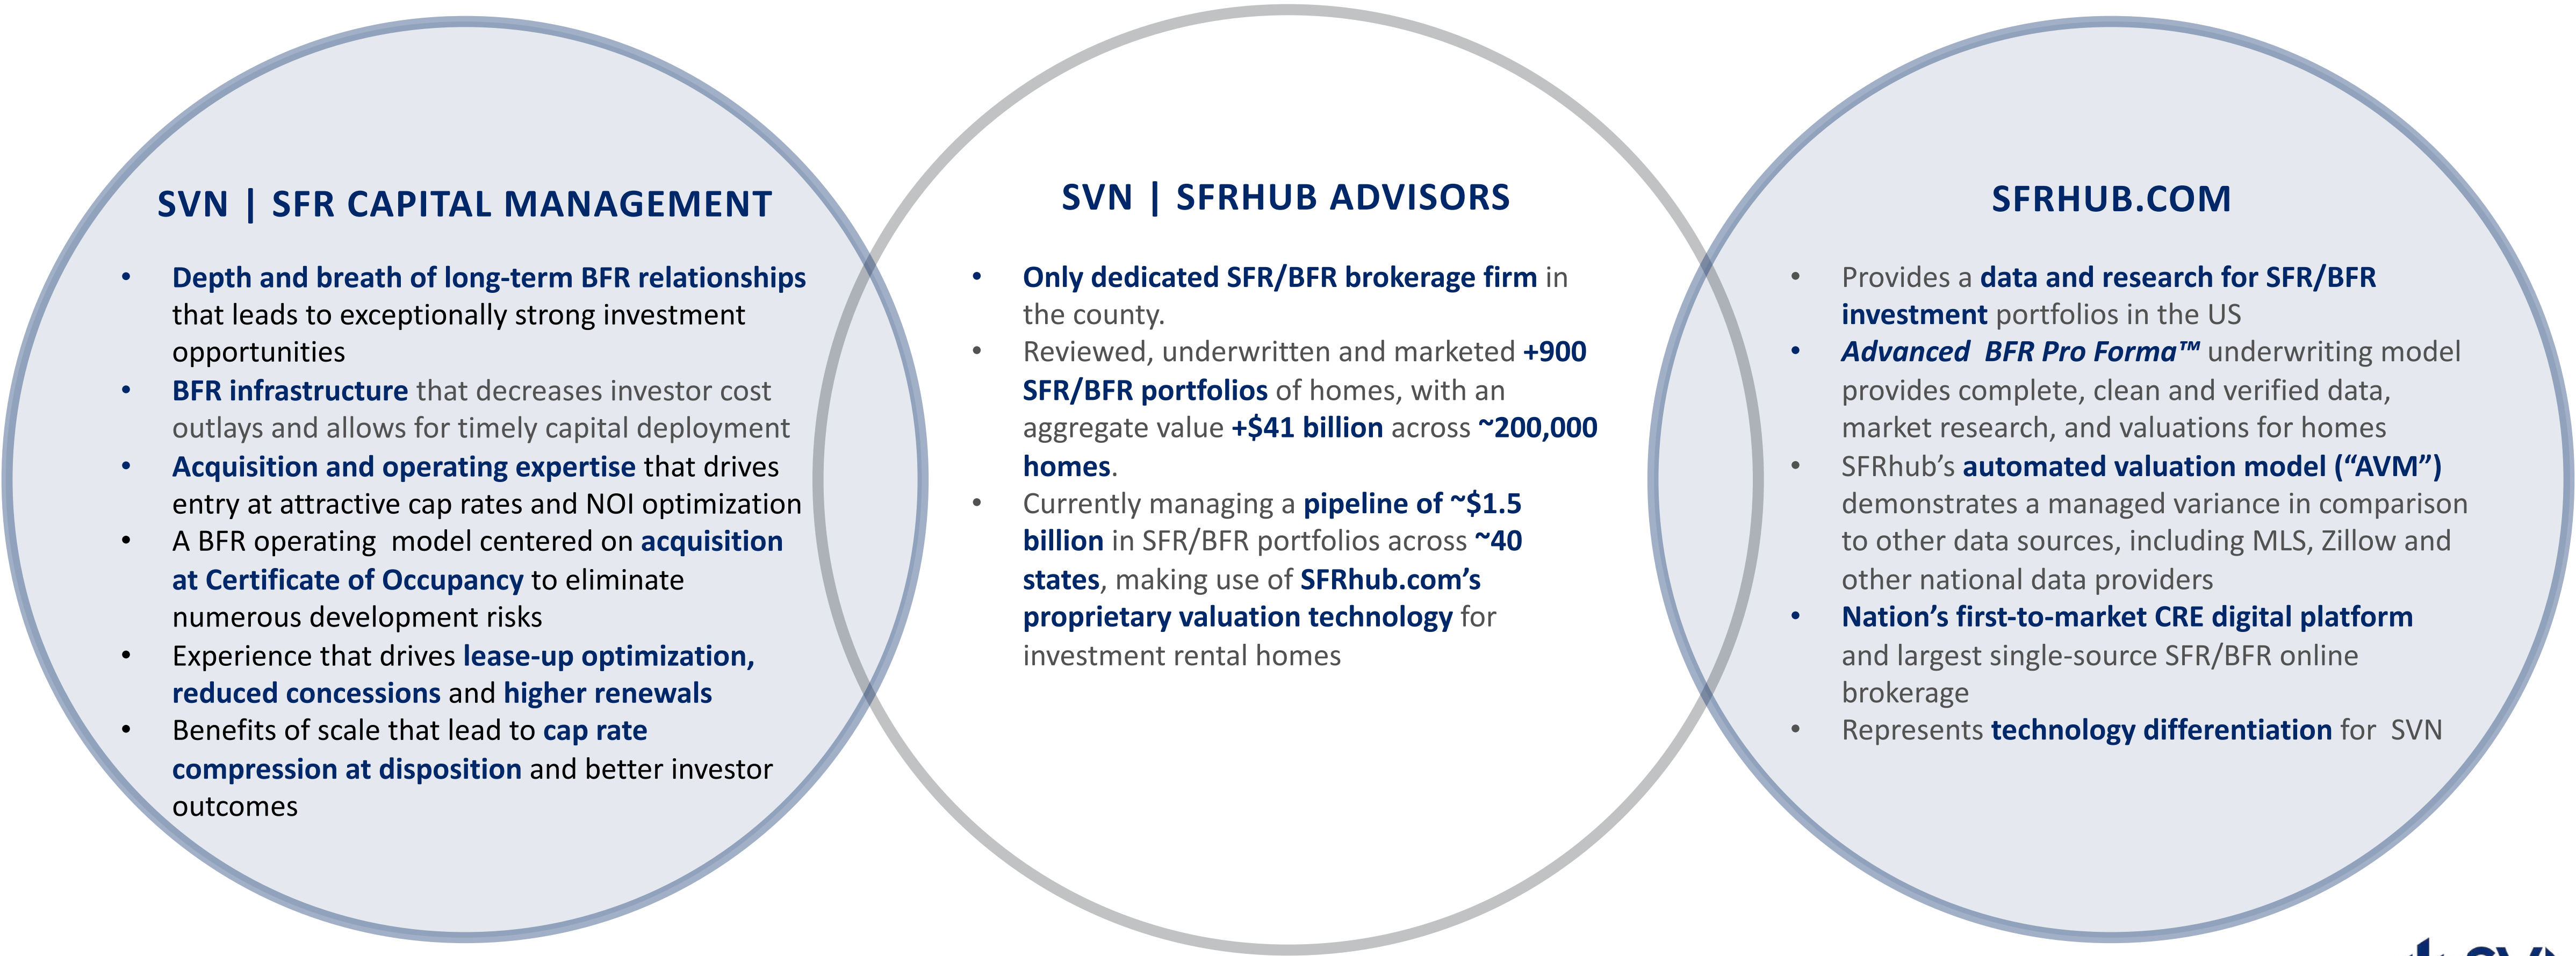 SVN | SFR CAPITAL MANAGEMENT
• Depth and breath of long-term BFR relationships
that leads to exceptionally strong investment
opportunities
• BFR infrastructure that decreases investor cost
outlays and allows for timely capital deployment
• Acquisition and operating expertise that drives
entry at attractive cap rates and NOI optimization
• A BFR operating  model centered on acquisition
at Certificate of Occupancy to eliminate
numerous development risks
• Experience that drives lease-up optimization,
reduced concessions and higher renewals
• Benefits of scale that lead to cap rate
compression at disposition and better investor
outcomes
SVN | SFRHUB ADVISORS
• Only dedicated SFR/BFR brokerage firm in
the county.
• Reviewed, underwritten and marketed +900
SFR/BFR portfolios of homes, with an
aggregate value +$41 billion across ~200,000
homes.
• Currently managing a pipeline of ~$1.5
billion in SFR/BFR portfolios across ~40
states, making use of SFRhub.com’s
proprietary valuation technology for
investment rental homes
SFRHUB.COM
• Provides a data and research for SFR/BFR
investment portfolios in the US
• Advanced  BFR Pro Forma™ underwriting model
provides complete, clean and verified data,
market research, and valuations for homes
• SFRhub’s automated valuation model (“AVM”)
demonstrates a managed variance in comparison
to other data sources, including MLS, Zillow and
other national data providers
• Nation’s first-to-market CRE digital platform
and largest single-source SFR/BFR online
brokerage
• Represents technology differentiation for  SVN